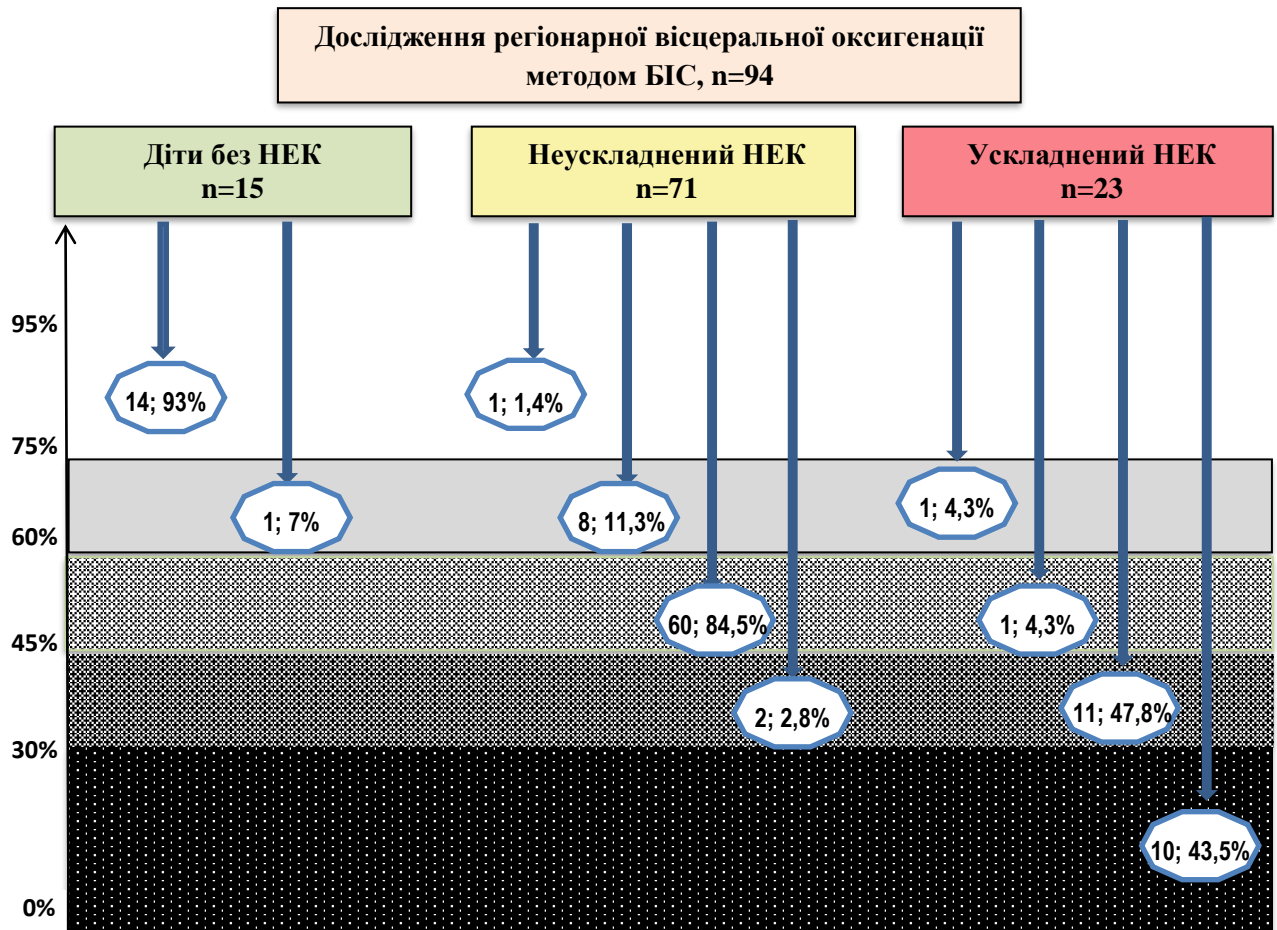 Дослідження регіонарної вісцеральної оксигенації
методом БІС, n=94
Діти без НЕК
n=15
Неускладнений НЕК
n=71
Ускладнений НЕК
n=23
95%
14; 93%
1; 1,4%
75%
1; 7%
8; 11,3%
1; 4,3%
60%
60; 84,5%
1; 4,3%
45%
2; 2,8%
11; 47,8%
30%
10; 43,5%
0%